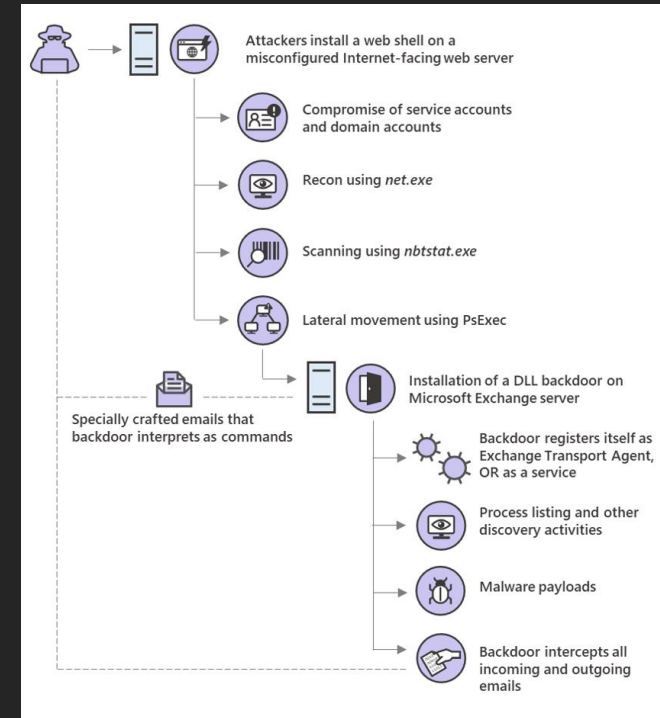 Attackers install a web shell on a
misconfigured Internet-facing web server
Compromise of service accounts
and domain accounts
Recon using net.exe
Scanning using nbtstat.exe
Lateral movement using PsExec
Installation of a DLL backdoor on
Microsoft Exchange server
Specially crafted emails that
backdoor interprets as commands
Backdoor registers itself as
Exchange Transport Agent,
OR as a service
Process listing and other
discovery activities
Malware payloads
Backdoor intercepts all
incoming and outgoing
emails